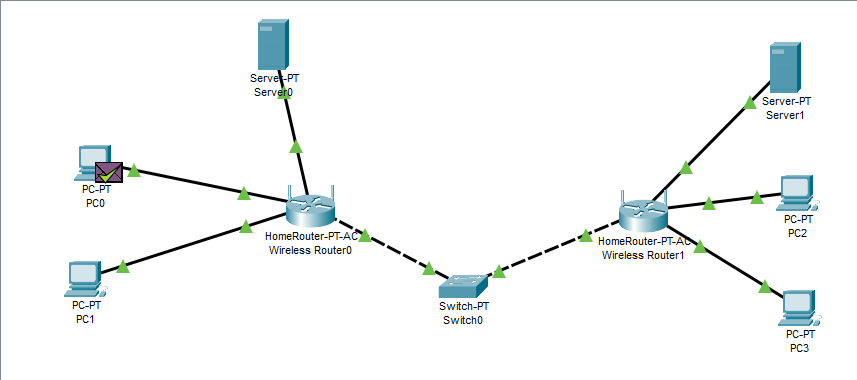 Server-PT
Server0
Server-PT
Server1
PC-PT
PC0
PC-PT
PC2
HomeRouter-PT-AC
Wireless Router0
HomeRouter-PT-AC
Wireless Router1
PC-PT
PC1
Switch-PT
Switch0
PC-PT
PC3